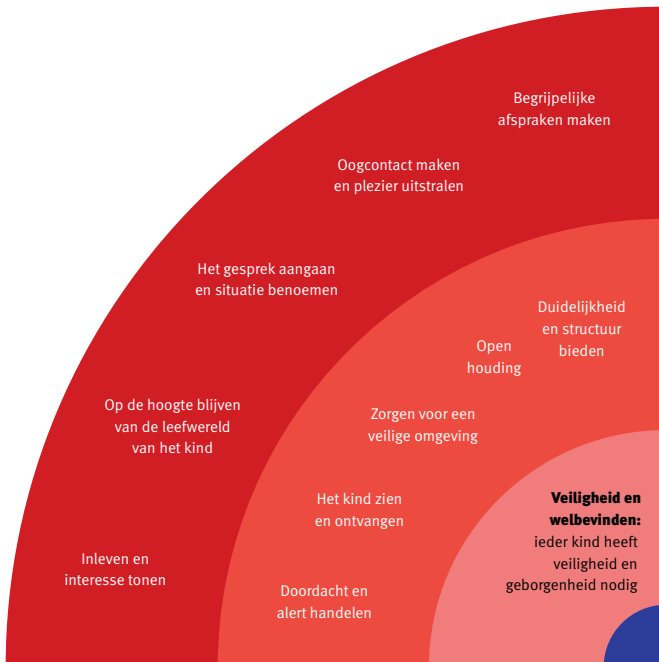 Begrijpelijke
afspraken maken
Oogcontact maken
en plezier uitstralen
Het gesprek aangaan
en situatie benoemen
Op de hoogte blijven
van de leefwereld
van het kind
Inleven en
interesse tonen
Duidelijkheid
en structuur
bieden
Open
houding
Zorgen voor een
veilige omgeving
Het kind zien
en ontvangen
Doordacht en
alert handelen
Veiligheid en
welbevinden:
ieder kind heeft
veiligheid en
geborgenheid nodig